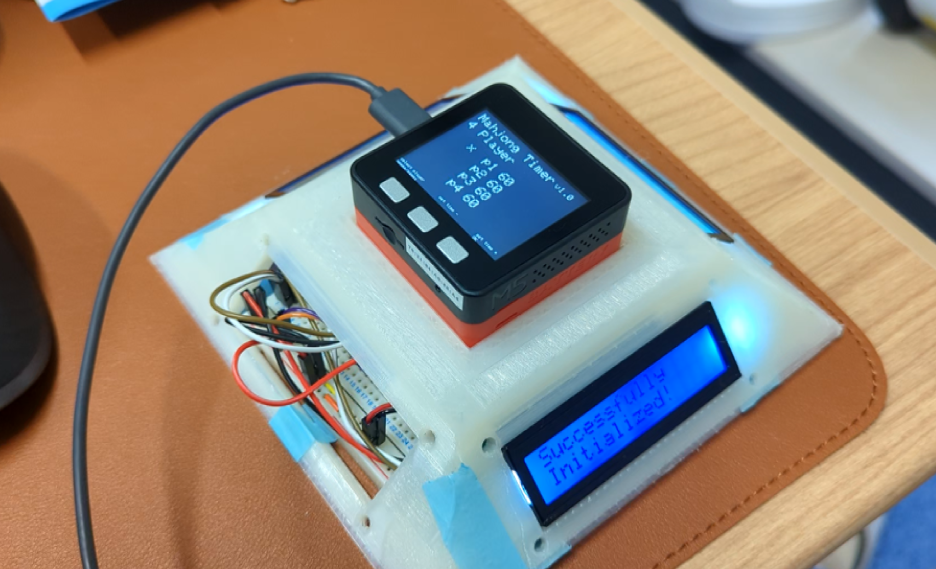 Mahjong Timer v1.0
4 Player
X
P1 60
P2 60
P3 60
P4 60
Successfully
Initialized!